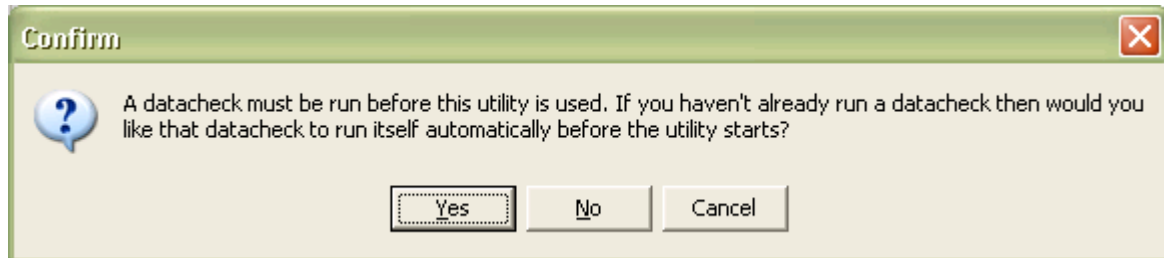 Confirm
A datacheck must be run before this utility is used. If you haven't already run a datacheck then would you
like that datacheck to run itself automatically before the utility starts?
Yes No Cancel